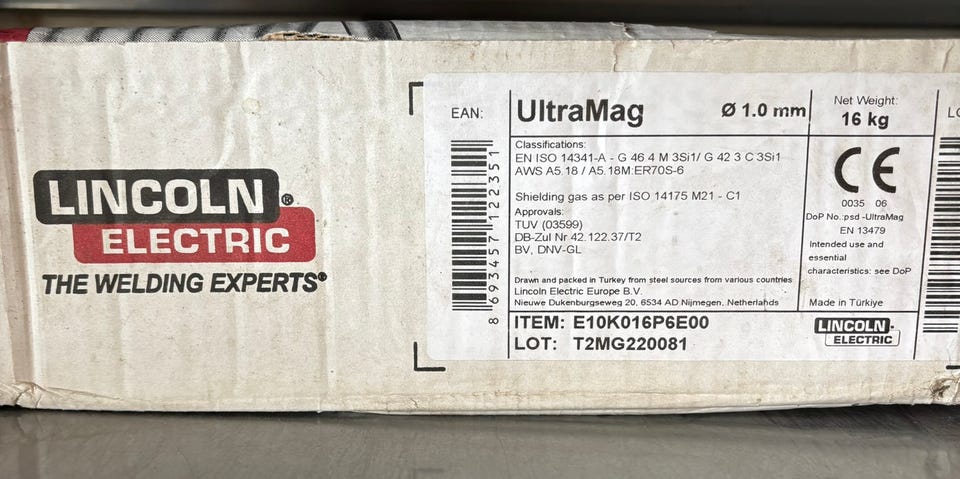 LINCOLN®
ELECTRIC
THE WELDING EXPERTS®
EAN:
8 693457 122351
UltraMag Ø 1.0 mm
Classifications:
EN ISO 14341-A - G 46 4 M 3Si1/ G 42 3 C 3Si1
AWS A5.18 / A5.18M:ER70S-6
Shielding gas as per ISO 14175 M21 - C1
Approvals:
TUV (03599)
DB-Zul Nr 42.122.37/T2
BV, DNV-GL
Drawn and packed in Turkey from steel sources from various countries
Lincoln Electric Europe B.V.
Nieuwe Dukenburgseweg 20, 6534 AD Nijmegen, Netherlands
ITEM: E10K016P6E00
LOT: T2MG220081
Net Weight:
16 kg
CE
0035 06
DoP No.:psd -UltraMag
EN 13479
Intended use and
essential
characteristics: see DoP
Made in Türkiye
LINCOLN
ELECTRIC